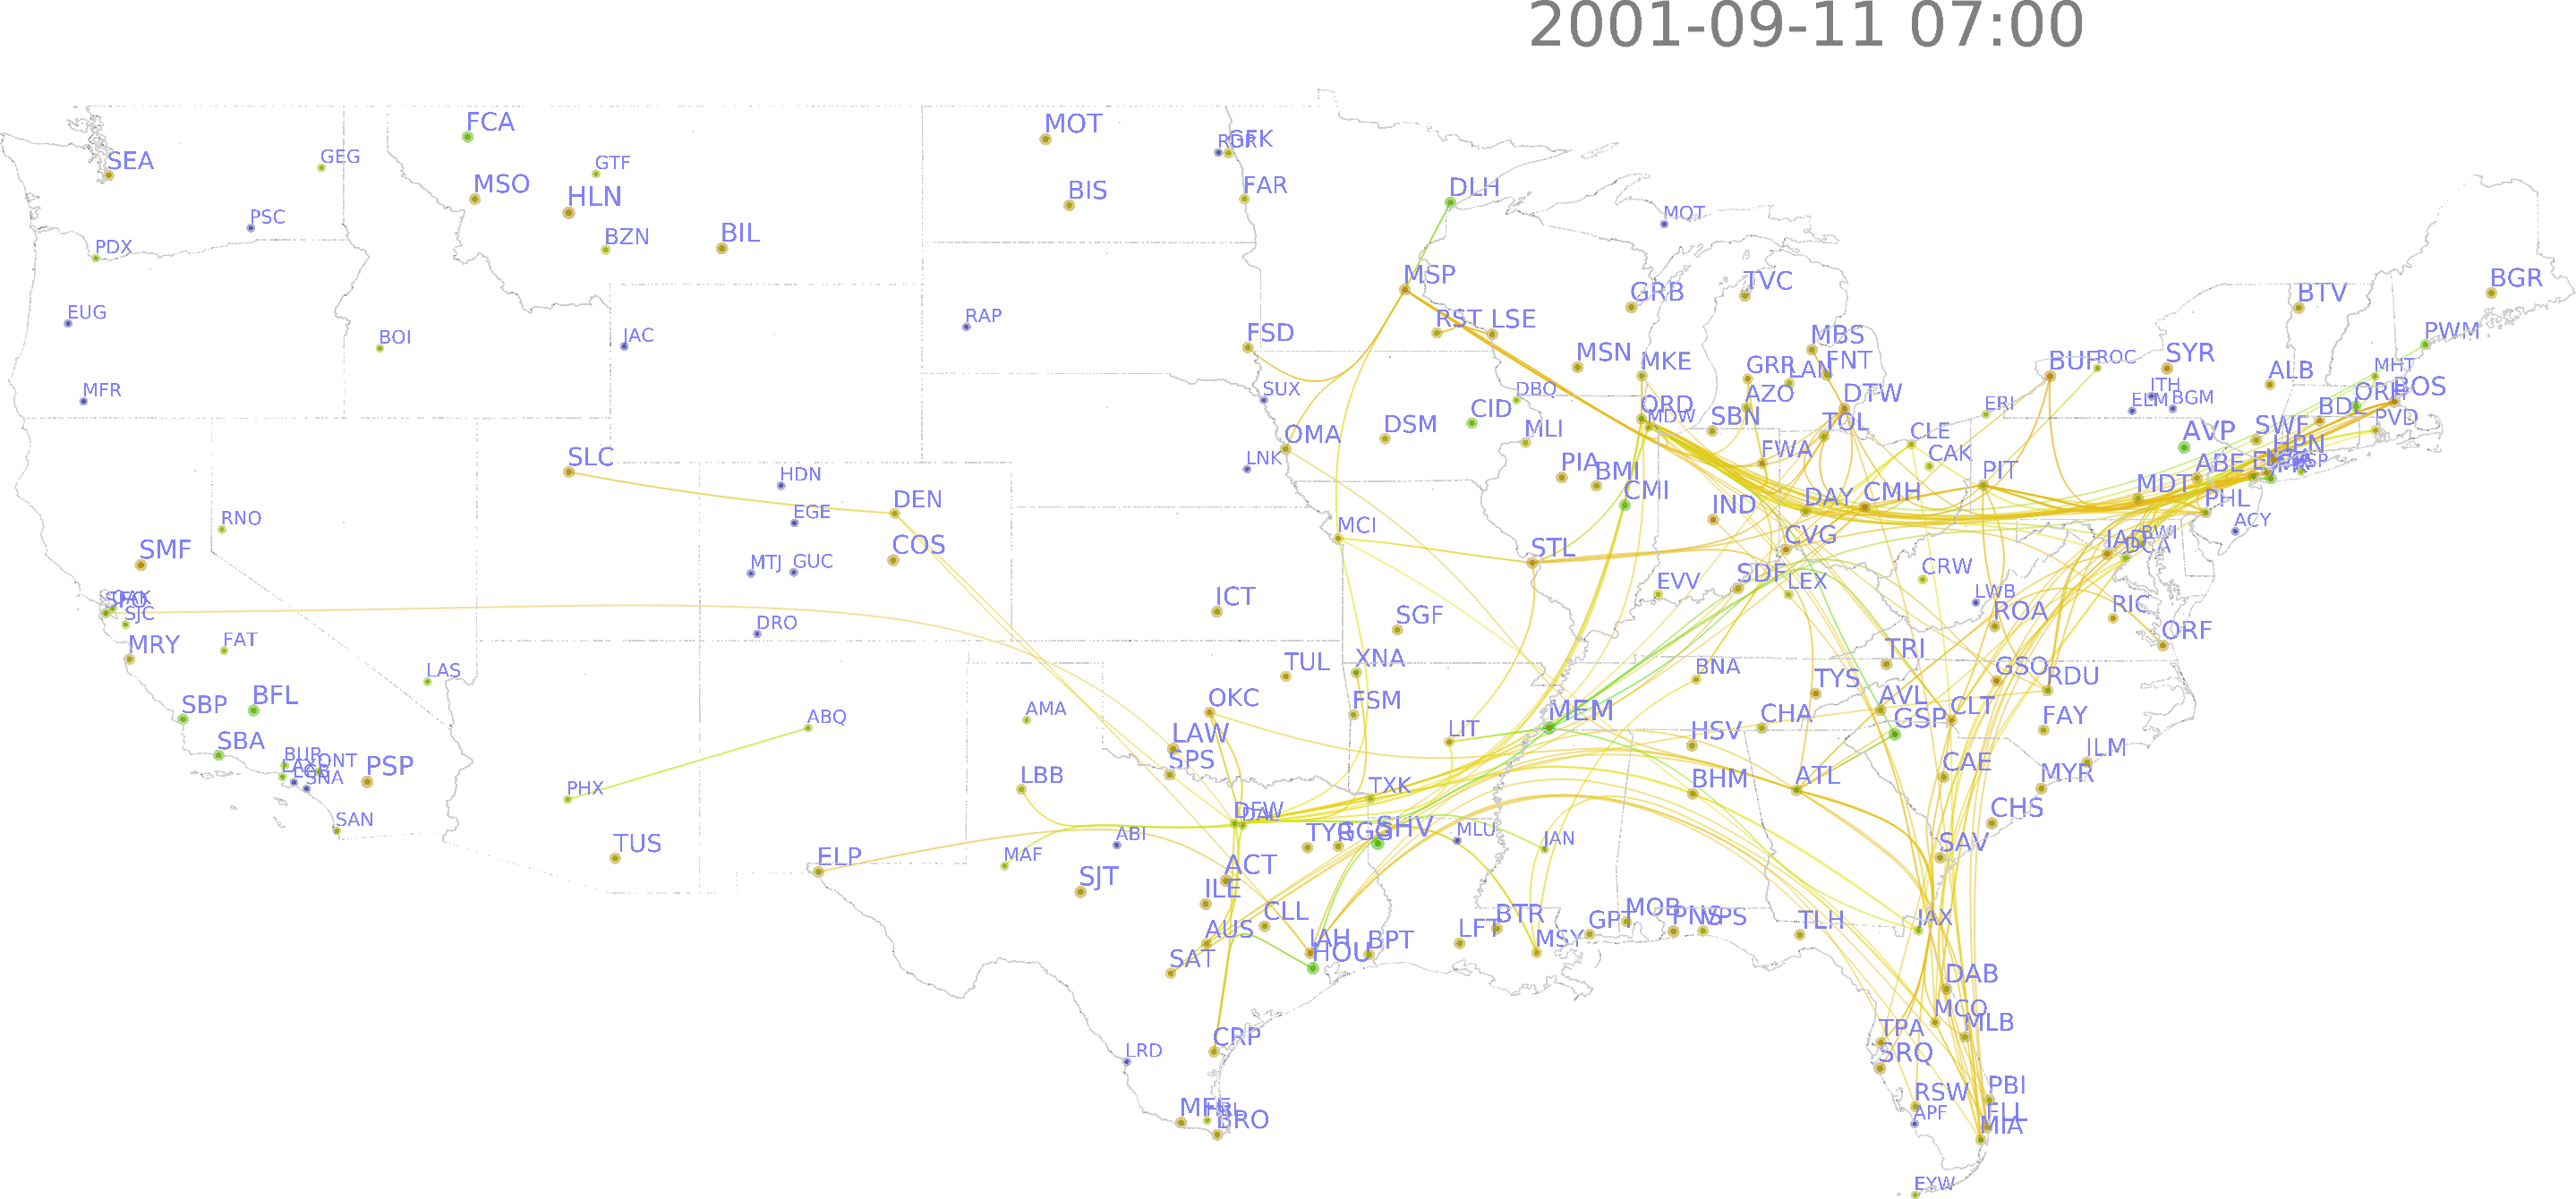 2001-09-11 07:00
FCA
MOT
GFK
SEA
GEG
GTF
MSO
HLN
BIS
FAR
DLH
PSC
MQT
PDX
BZN
BIL
MSP
TVC
BGR
GRB
BTV
EUG
BOI
JAC
RAP
FSD
RST
LSE
MBS
PWM
MSN
MKE
GRR
LAN
FNT
BUF
ROC
SYR
ALB
MHT
MFR
SUX
DBQ
CID
AZO
DTW
ITH
ELM
BGM
BOS
ORD
MDW
SBN
TOL
ERI
BDL
PVD
OMA
DSM
MLI
CLE
AVP
SWF
HPN
SLC
LNK
PIA
BMI
FWA
CAK
PIT
ABE
HDN
CMI
MDT
PHL
DEN
IND
DAY
CMH
EGE
RNO
ACY
SMF
COS
MCI
STL
CVG
IAD
BWI
DCA
MTJ
GUC
EVV
SDF
LEX
CRW
OAK
SJC
ICT
SGF
LWB
ROA
RIC
DRO
MRY
FAT
ORF
LAS
TUL
XNA
BNA
TRI
GSO
RDU
TYS
SBP
BFL
ABQ
AMA
OKC
FSM
LIT
MEM
AVL
GSP
CLT
HSV
CHA
FAY
SBA
LAW
BUR
ONT
SNA
PSP
SPS
ILM
PHX
LBB
TXK
BHM
ATL
CAE
MYR
SAN
DFW
DAL
CHS
TUS
ELP
MAF
ABI
TYR
GGG
SHV
MLU
JAN
SAV
SJT
ACT
ILE
CLL
AUS
IAH
HOU
BPT
LFT
BTR
MSY
GPT
MOB
PNS
VPS
TLH
JAX
SAT
DAB
CRP
MCO
TPA
MLB
SRQ
LRD
PBI
RSW
APF
FLL
MIA
MFE
BRO
EYW